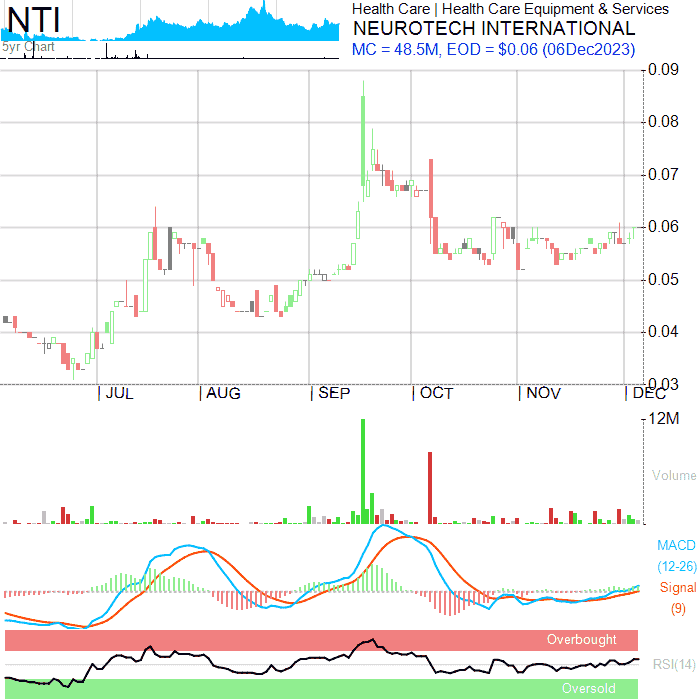 NTI
5yr Chart
Health Care | Health Care Equipment & Services
NEUROTECH INTERNATIONAL
MC = 48.5M, EOD = $0.06 (06Dec2023)
0.09
0.08
0.07
0.06
0.05
0.04
0.03
| JUL | AUG | SEP | OCT | NOV | DEC
12M
Volume
MACD
(12-26)
Signal
(9)
Overbought
RSI(14)
Oversold